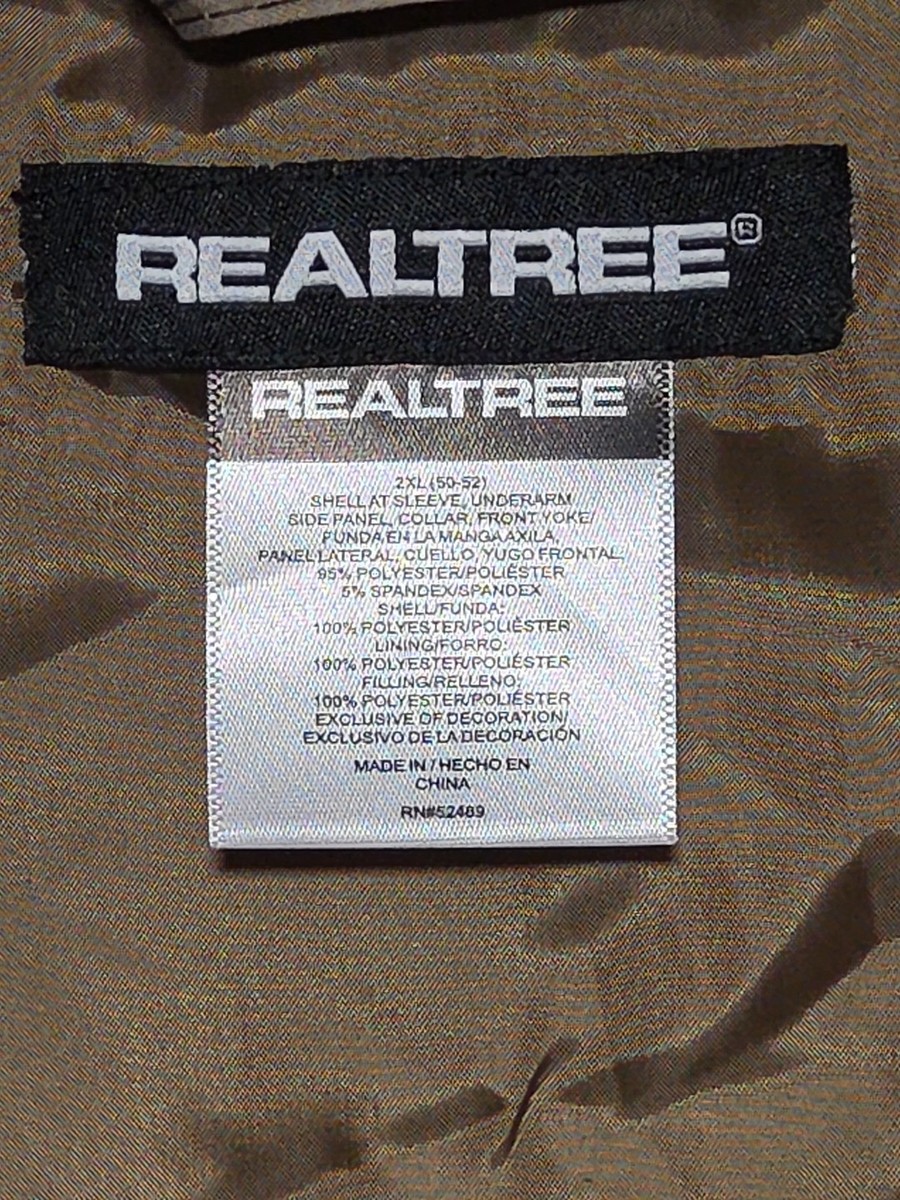 REALTREE®
REALTREE
2XL (50-52)
SHELL AT SLEEVE, UNDERARM
SIDE PANEL, COLLAR, FRONT YOKE/
FUNDA EN LA MANGA AXILA,
PANEL LATERAL, CUELLO, YUGO FRONTAL:
95% POLYESTER/POLIÉSTER
5% SPANDEX/SPANDEX
SHELL/FUNDA:
100% POLYESTER/POLIÉSTER
LINING/FORRO:
100% POLYESTER/POLIÉSTER
FILLING/RELLENO:
100% POLYESTER/POLIÉSTER
EXCLUSIVE OF DECORATION/
EXCLUSIVO DE LA DECORACIÓN
MADE IN / HECHO EN
CHINA
RN#52489